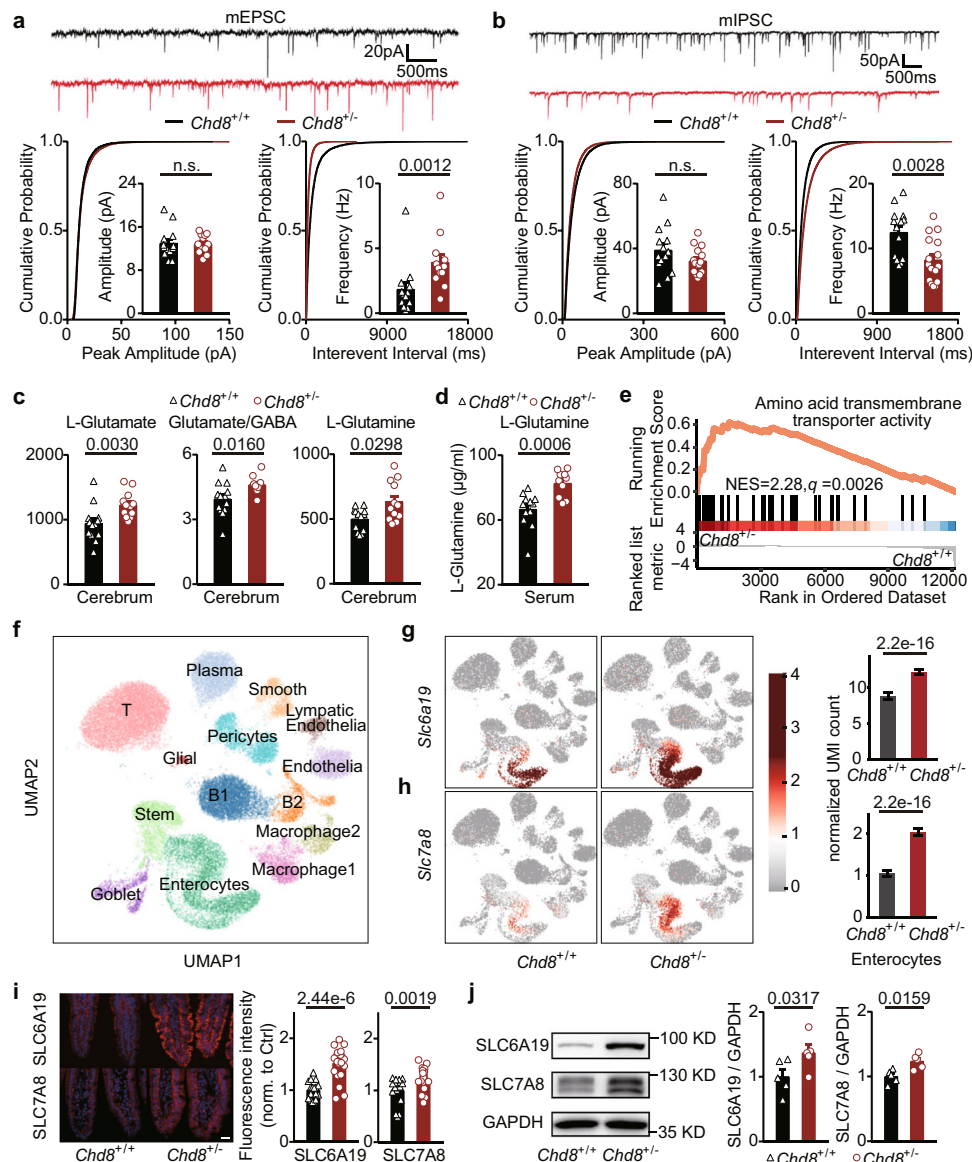 a
mEPSC
20pA
500ms
Chd8+/+
Chd8+/-
Cumulative Probability
1.0
0.5
0.0
0
50
100
150
Peak Amplitude (pA)
Amplitude (pA)
24
16
8
0
n.s.
Cumulative Probability
1.0
0.5
0.0
0
9000
18000
Interevent Interval (ms)
Frequency (Hz)
10
5
0
0.0012
b
mIPSC
50pA
500ms
Chd8+/+
Chd8+/-
Cumulative Probability
1.0
0.5
0.0
0
300
600
Peak Amplitude (pA)
Amplitude (pA)
80
40
0
n.s.
Cumulative Probability
1.0
0.5
0.0
0
900
1800
Interevent Interval (ms)
Frequency (Hz)
20
10
0
0.0028
c
Chd8+/+
Chd8+/-
L-Glutamate
0.0030
2000
1000
0
Cerebrum
Glutamate/GABA
0.0160
6
3
0
Cerebrum
L-Glutamine
0.0298
1000
500
0
Cerebrum
d
Chd8+/+
Chd8+/-
L-Glutamine
0.0006
L-Glutamine (μg/ml)
100
60
20
Serum
e
Amino acid transmembrane
transporter activity
Running
Enrichment Score
0.6
0.4
0.2
0.0
NES=2.28,q =0.0026
Chd8+/-
Chd8+/+
Ranked list
metric
4
0
−4
3000
6000
9000
12000
Rank in Ordered Dataset
f
Plasma
T
Smooth
Lympatic
Endothelia
Pericytes
Glial
Endothelia
B1
B2
Stem
Macrophage2
Macrophage1
Goblet
Enterocytes
UMAP2
UMAP1
g
Slc6a19
h
Slc7a8
Chd8+/+
Chd8+/-
4
3
2
1
0
normalized UMI count
2.2e-16
10
5
0
Chd8+/+
Chd8+/-
2.2e-16
2
1
0
Chd8+/+
Chd8+/-
Enterocytes
i
SLC6A19
SLC7A8
Chd8+/+
Chd8+/-
Fluorescence intensity
(norm. to Ctrl)
2.44e-6
2
1
0
SLC6A19
0.0019
2
1
0
SLC7A8
j
SLC6A19
100 KD
SLC7A8
130 KD
GAPDH
35 KD
Chd8+/+
Chd8+/-
SLC6A19 / GAPDH
0.0317
2
1
0
SLC7A8 / GAPDH
0.0159
2
1
0
Chd8+/+
Chd8+/-